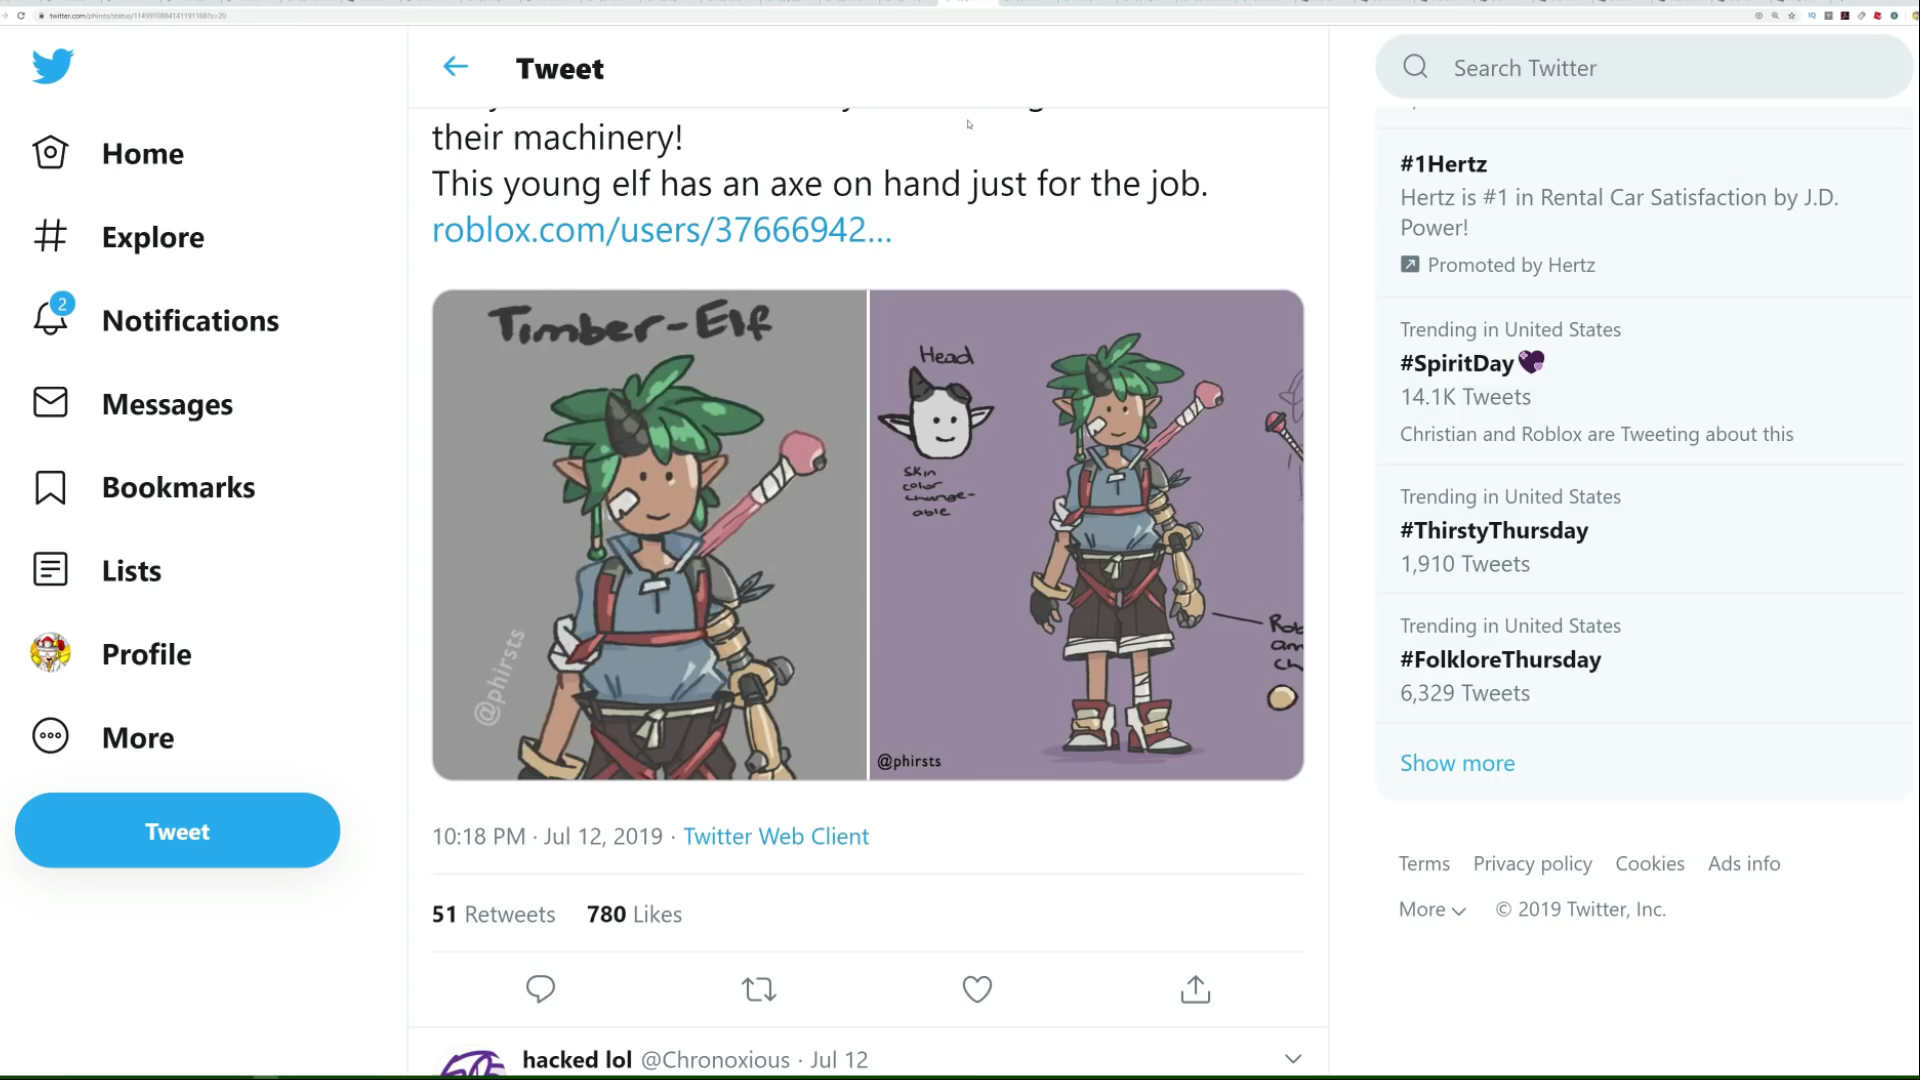 twitter.com/phirsts/status/1149910884141191168?s=20
Home
Explore
2
Notifications
Messages
Bookmarks
Lists
Profile
More
Tweet
Tweet
their machinery!
This young elf has an axe on hand just for the job.
roblox.com/users/37666942...
Timber-Elf
@phirsts
Head
skin
color
change-
able
@phirsts
10:18 PM · Jul 12, 2019 · Twitter Web Client
51 Retweets 780 Likes
hacked lol @Chronoxious · Jul 12
Search Twitter
#1Hertz
Hertz is #1 in Rental Car Satisfaction by J.D.
Power!
Promoted by Hertz
Trending in United States
#SpiritDay
14.1K Tweets
Christian and Roblox are Tweeting about this
Trending in United States
#ThirstyThursday
1,910 Tweets
Trending in United States
#FolkloreThursday
6,329 Tweets
Show more
Terms Privacy policy Cookies Ads info
More © 2019 Twitter, Inc.